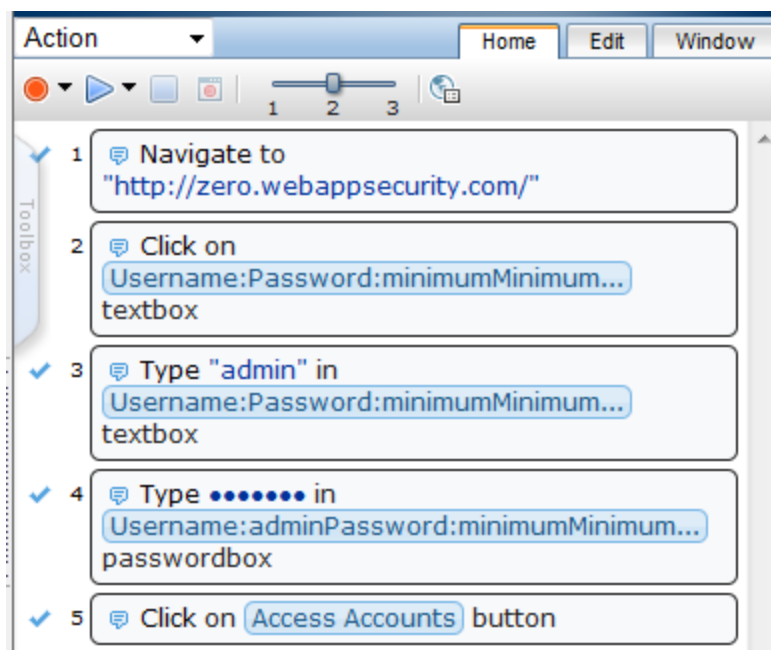 Action Home Edit Window
1 2 3
Toolbox
1 Navigate to
"http://zero.webappsecurity.com/"
2 Click on
Username:Password:minimumMinimum...
textbox
3 Type "admin" in
Username:Password:minimumMinimum...
textbox
4 Type ••••••• in
Username:adminPassword:minimumMinimum...
passwordbox
5 Click on Access Accounts button